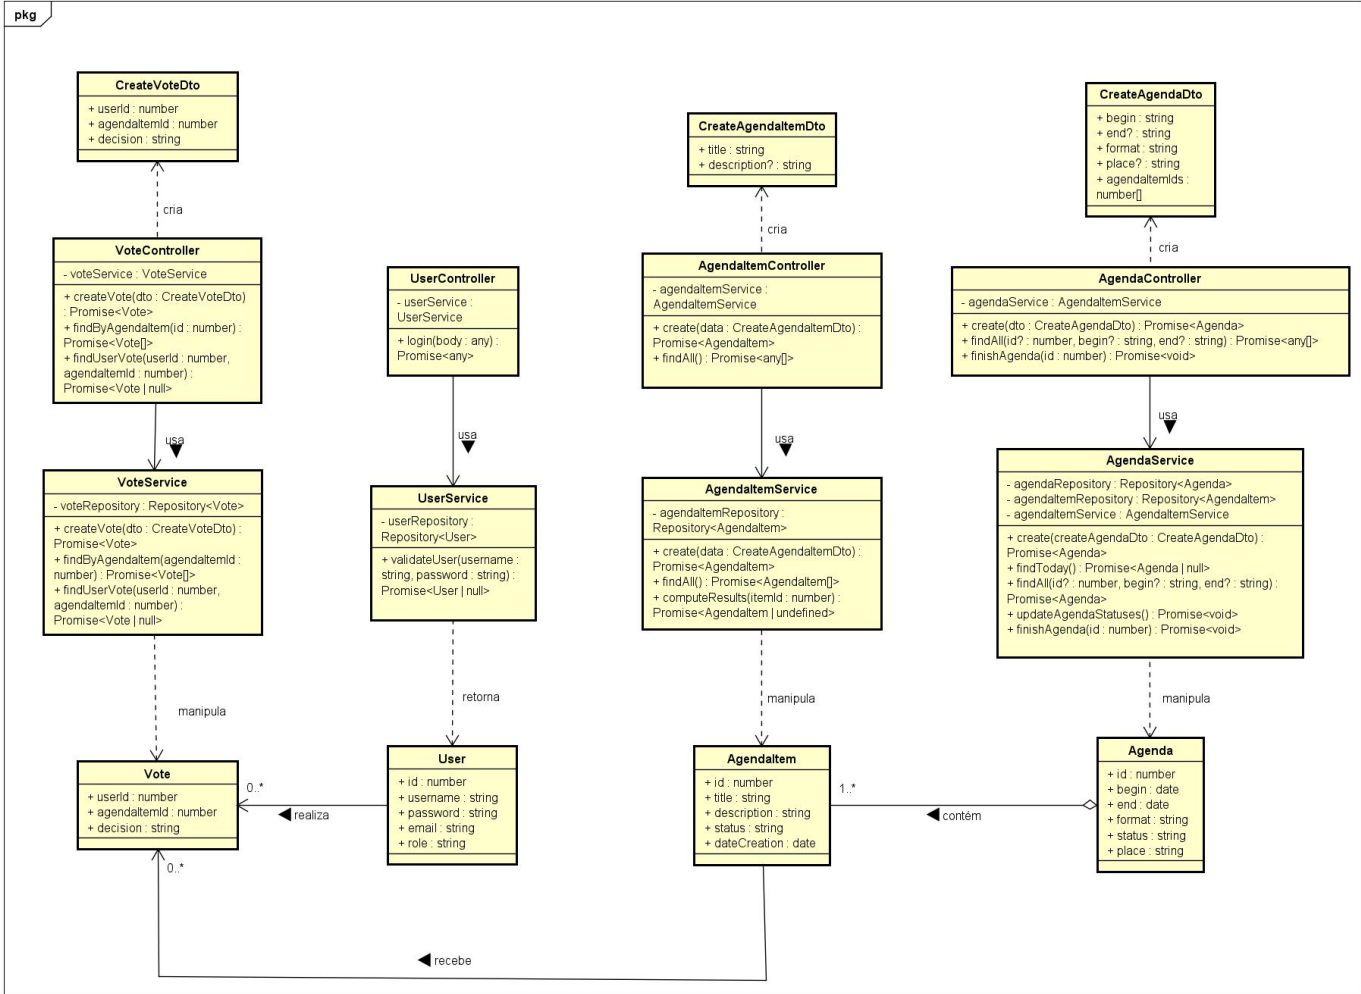 pkg
CreateVoteDto
+ userId : number
+ agendaItemId : number
+ decision : string
cria
VoteController
- voteService : VoteService
+ createVote(dto : CreateVoteDto)
: Promise<Vote>
+ findByAgendaItem(id : number) :
Promise<Vote[]>
+ findUserVote(userId : number,
agendaItemId : number) :
Promise<Vote | null>
usa
VoteService
- voteRepository : Repository<Vote>
+ createVote(dto : CreateVoteDto) :
Promise<Vote>
+ findByAgendaItem(agendaItemId :
number) : Promise<Vote[]>
+ findUserVote(userId : number,
agendaItemId : number) :
Promise<Vote | null>
manipula
Vote
+ userId : number
+ agendaItemId : number
+ decision : string
0..*
0..*
realiza
recebe
UserController
- userService :
UserService
+ login(body : any) :
Promise<any>
usa
UserService
- userRepository :
Repository<User>
+ validateUser(username :
string, password : string) :
Promise<User | null>
retorna
User
+ id : number
+ username : string
+ password : string
+ email : string
+ role : string
CreateAgendaItemDto
+ title : string
+ description? : string
cria
AgendaItemController
- agendaItemService :
AgendaItemService
+ create(data : CreateAgendaItemDto) :
Promise<AgendaItem>
+ findAll() : Promise<any[]>
usa
AgendaItemService
- agendaItemRepository :
Repository<AgendaItem>
+ create(data : CreateAgendaItemDto) :
Promise<AgendaItem>
+ findAll() : Promise<AgendaItem[]>
+ computeResults(itemId : number) :
Promise<AgendaItem | undefined>
manipula
AgendaItem
+ id : number
+ title : string
+ description : string
+ status : string
+ dateCreation : date
1..*
contém
CreateAgendaDto
+ begin : string
+ end? : string
+ format : string
+ place? : string
+ agendaItemIds :
number[]
cria
AgendaController
- agendaService : AgendaItemService
+ create(dto : CreateAgendaDto) : Promise<Agenda>
+ findAll(id? : number, begin? : string, end? : string) : Promise<any[]>
+ finishAgenda(id : number) : Promise<void>
usa
AgendaService
- agendaRepository : Repository<Agenda>
- agendaItemRepository : Repository<AgendaItem>
- agendaItemService : AgendaItemService
+ create(createAgendaDto : CreateAgendaDto) :
Promise<Agenda>
+ findToday() : Promise<Agenda | null>
+ findAll(id? : number, begin? : string, end? : string) :
Promise<Agenda>
+ updateAgendaStatuses() : Promise<void>
+ finishAgenda(id : number) : Promise<void>
manipula
Agenda
+ id : number
+ begin : date
+ end : date
+ format : string
+ status : string
+ place : string